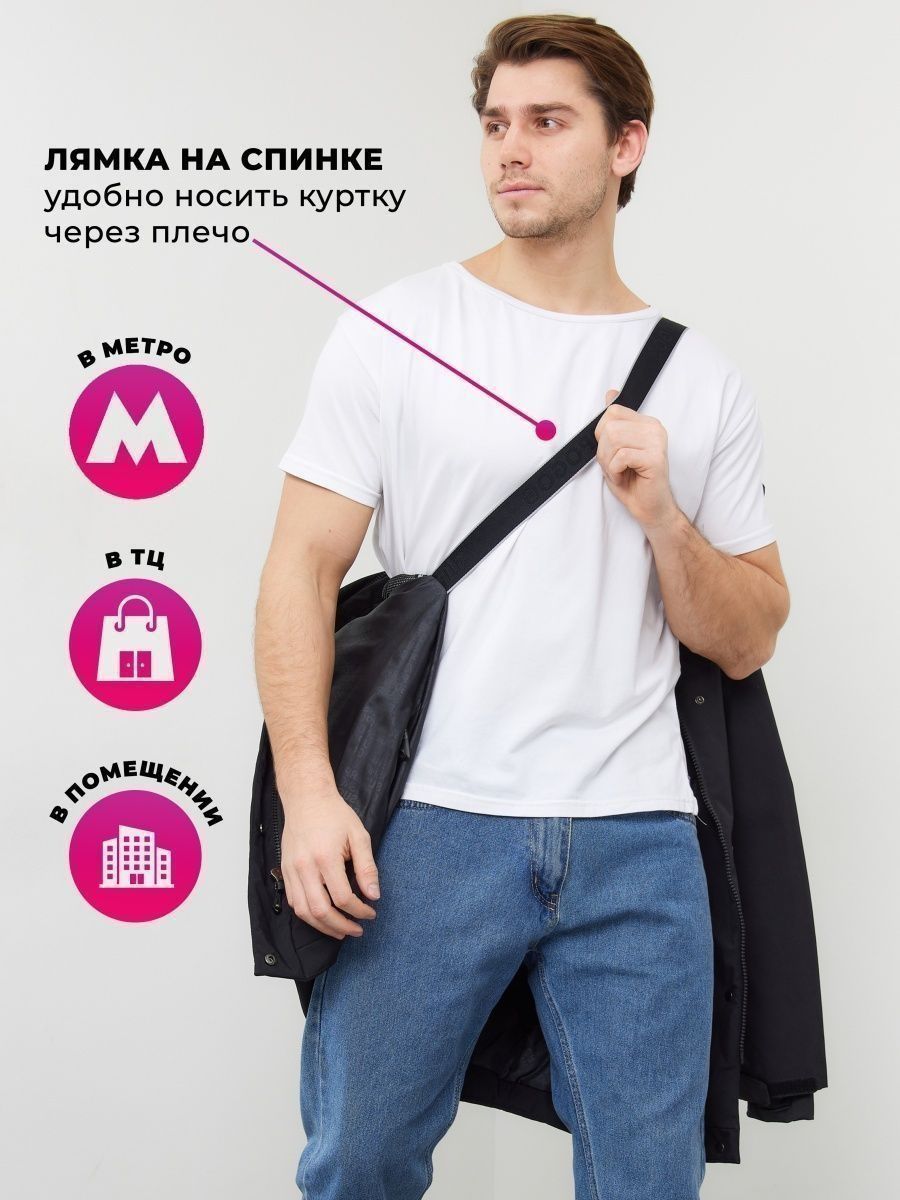 ЛЯМКА НА СПИНКЕ
удобно носить куртку
через плечо
В МЕТРО
М
В ТЦ
В ПОМЕЩЕНИИ